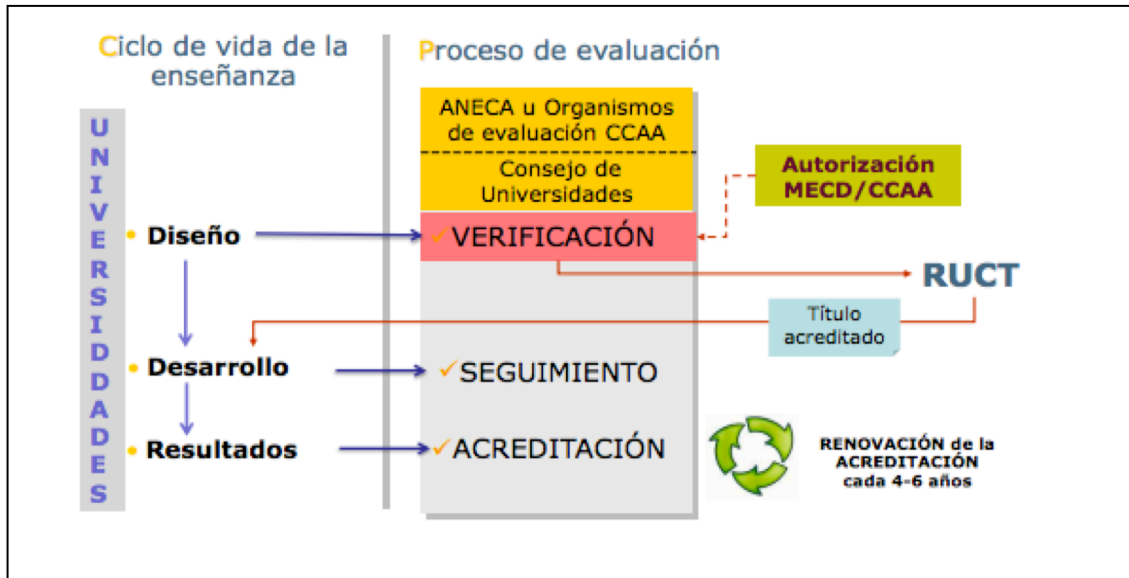 Ciclo de vida de la
enseñanza
Proceso de evaluación
UNIVERSIDDADES
ANECA u Organismos
de evaluación CCAA
Consejo de
Universidades
Autorización
MECD/CCAA
• Diseño
✓VERIFICACIÓN
RUCT
Título
acreditado
• Desarrollo
✓SEGUIMIENTO
• Resultados
✓ACREDITACIÓN
RENOVACIÓN de la
ACREDITACIÓN
cada 4-6 años